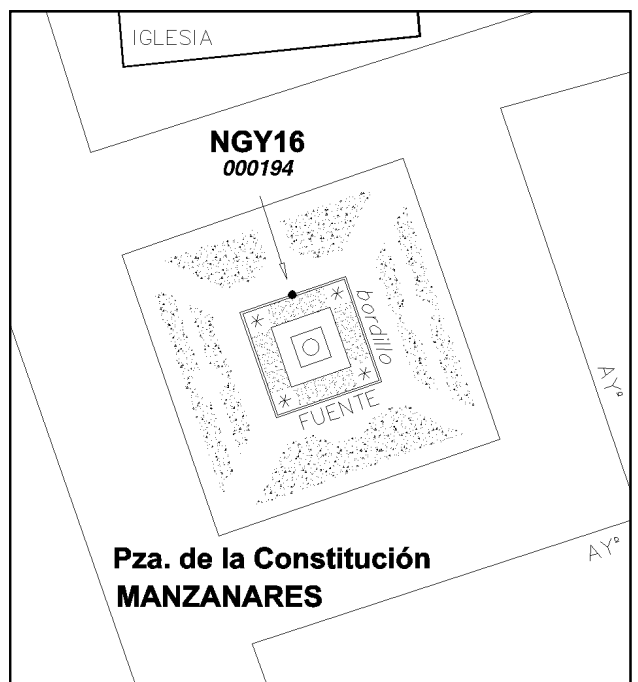 IGLESIA
NGY16
000194
bordillo
FUENTE
AYº
AYº
Pza. de la Constitución
MANZANARES